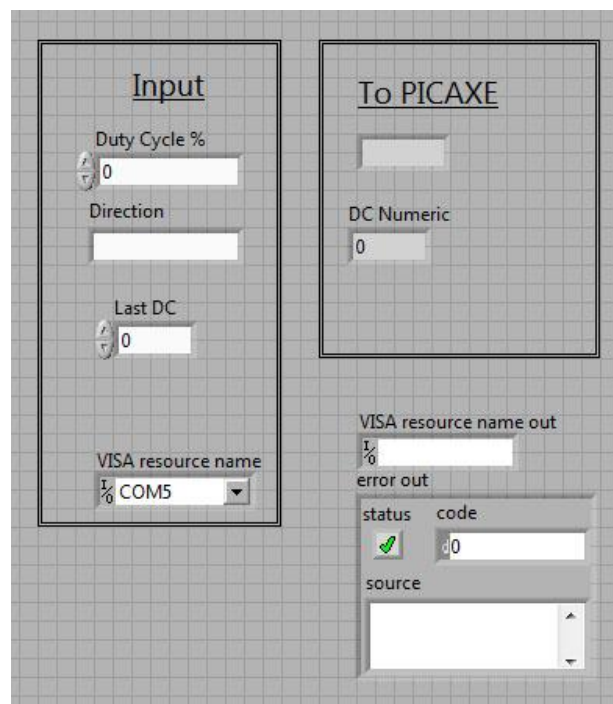 Input
Duty Cycle %
0
Direction
Last DC
0
VISA resource name
I/O COM5
To PICAXE
DC Numeric
0
VISA resource name out
I/O
error out
status code
d0
source